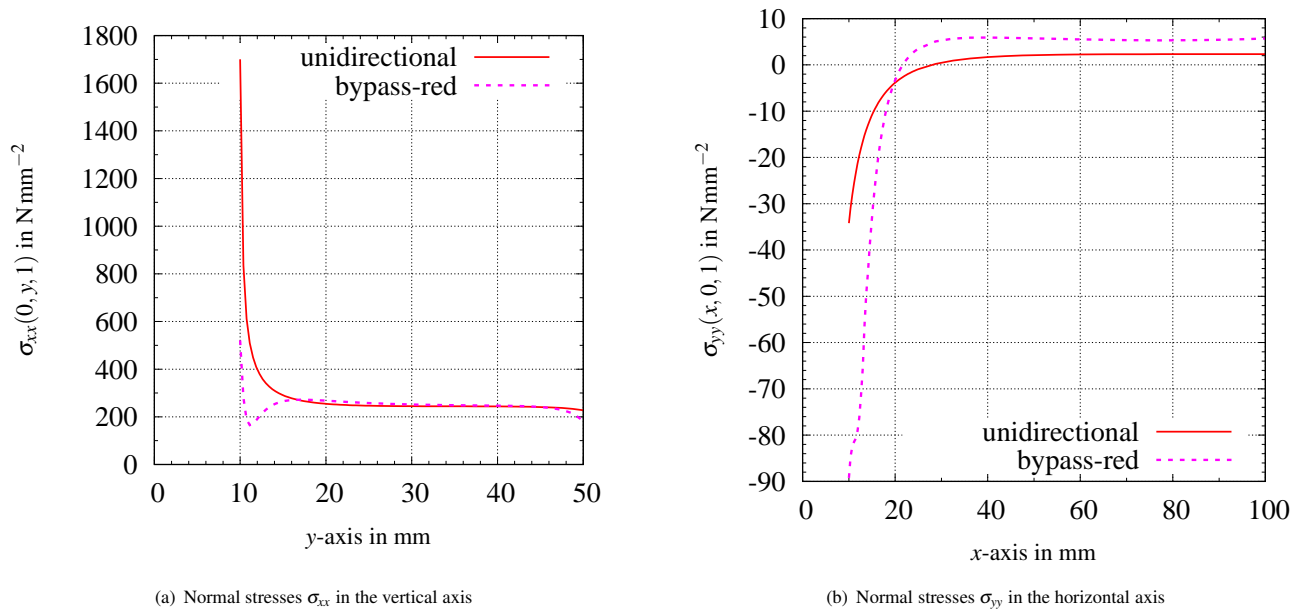 1800
1600
1400
1200
1000
800
600
400
200
0
0 10 20 30 40 50
σxx(0, y, 1) in N mm−2
y-axis in mm
unidirectional
bypass-red
(a) Normal stresses σxx in the vertical axis
10
0
-10
-20
-30
-40
-50
-60
-70
-80
-90
0 20 40 60 80 100
σyy(x, 0, 1) in N mm−2
x-axis in mm
unidirectional
bypass-red
(b) Normal stresses σyy in the horizontal axis